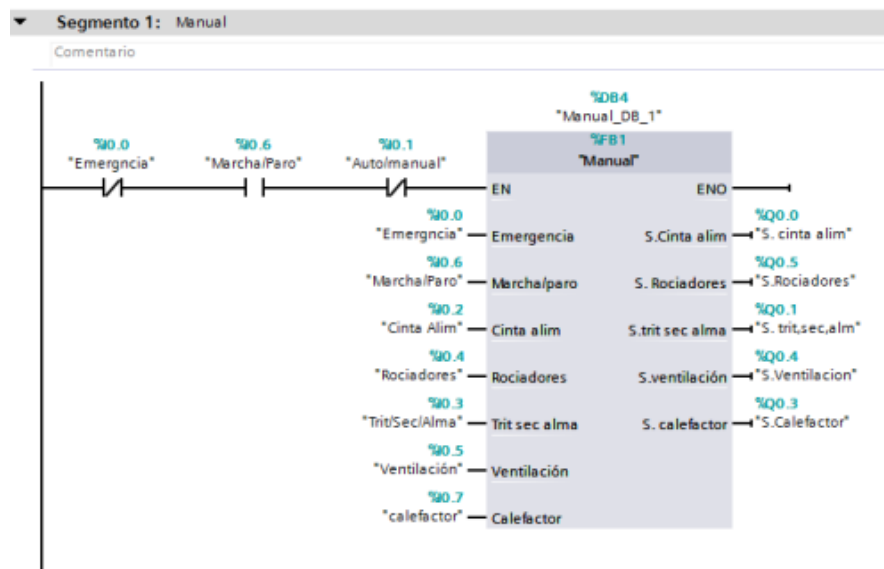 Segmento 1: Manual
Comentario
%DB4
"Manual_DB_1"
%I0.0 %I0.6 %I0.1 %FB1
"Emergncia" "Marcha/Paro" "Auto/manual" "Manual"
EN ENO
%I0.0 %Q0.0
"Emergncia" Emergencia S.Cinta alim "S. cinta alim"
%I0.6 %Q0.5
"Marcha/Paro" Marcha/paro S. Rociadores "S.Rociadores"
%I0.2 %Q0.1
"Cinta Alim" Cinta alim S.trit sec alma "S. trit,sec,alm"
%I0.4 %Q0.4
"Rociadores" Rociadores S.ventilación "S.Ventilacion"
%I0.3 %Q0.3
"Trit/Sec/Alma" Trit sec alma S. calefactor "S.Calefactor"
%I0.5
"Ventilación" Ventilación
%I0.7
"calefactor" Calefactor